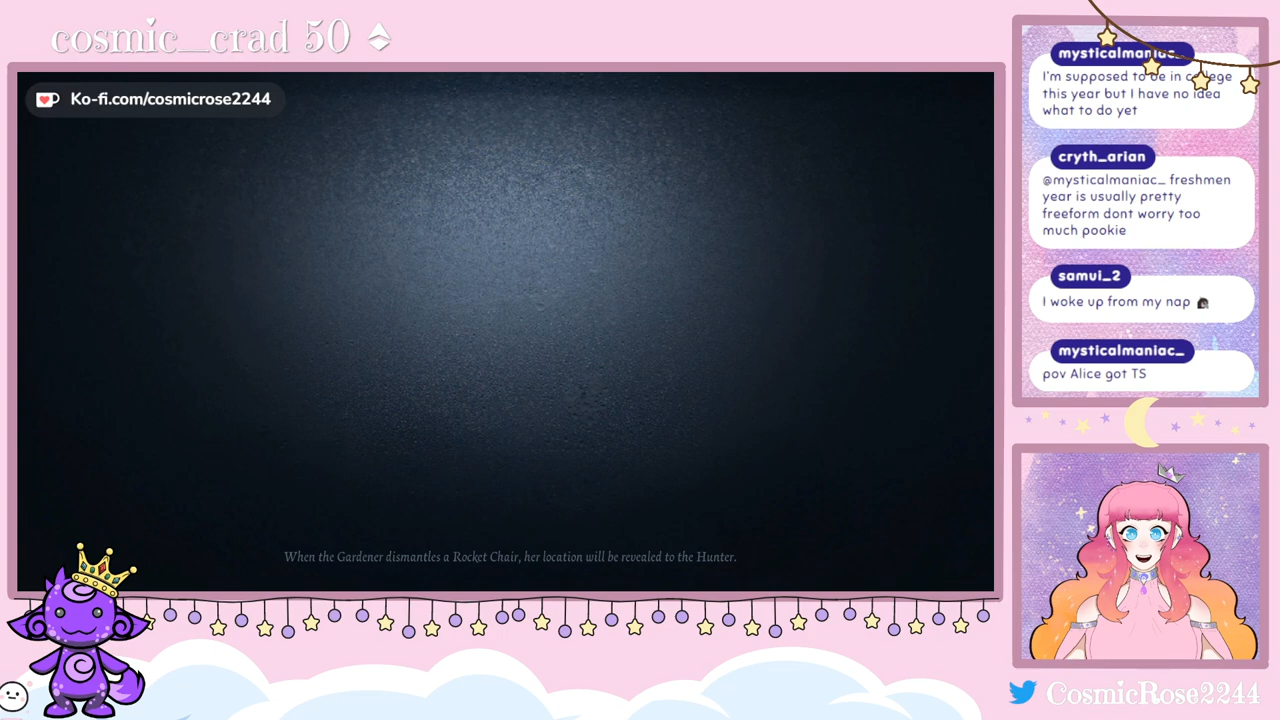 cosmic_crad 50
Ko-fi.com/cosmicrose2244
When the Gardener dismantles a Rocket Chair, her location will be revealed to the Hunter.
mysticalmaniac_
I'm supposed to be in college
this year but I have no idea
what to do yet
cryth_arian
@mysticalmaniac_ freshmen
year is usually pretty
freeform dont worry too
much pookie
samui_2
I woke up from my nap
mysticalmaniac_
pov Alice got TS
CosmicRose2244